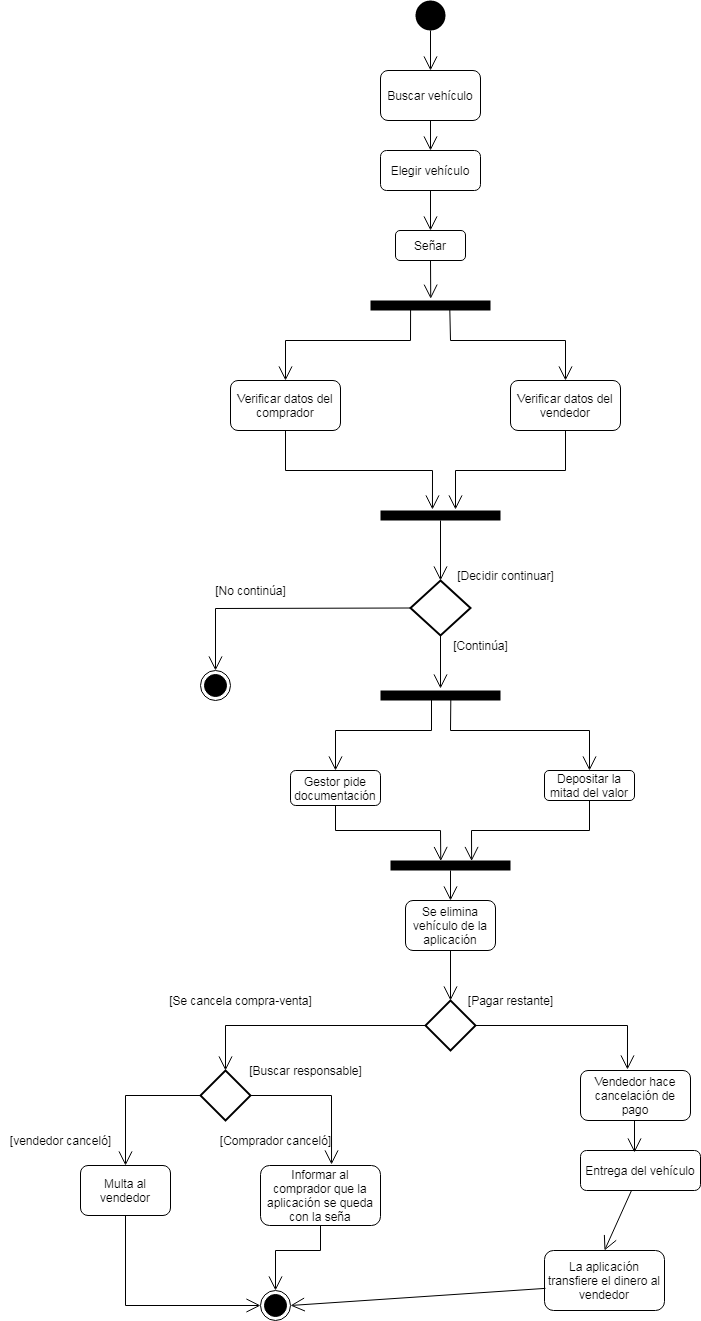 Buscar vehículo
Elegir vehículo
Señar
Verificar datos del
comprador
Verificar datos del
vendedor
[Decidir continuar]
[No continúa]
[Continúa]
Gestor pide
documentación
Depositar la
mitad del valor
Se elimina
vehículo de la
aplicación
[Se cancela compra-venta]
[Pagar restante]
[Buscar responsable]
Vendedor hace
cancelación de
pago
[vendedor canceló]
[Comprador canceló]
Multa al
vendedor
Informar al
comprador que la
aplicación se queda
con la seña
Entrega del vehículo
La aplicación
transfiere el dinero al
vendedor